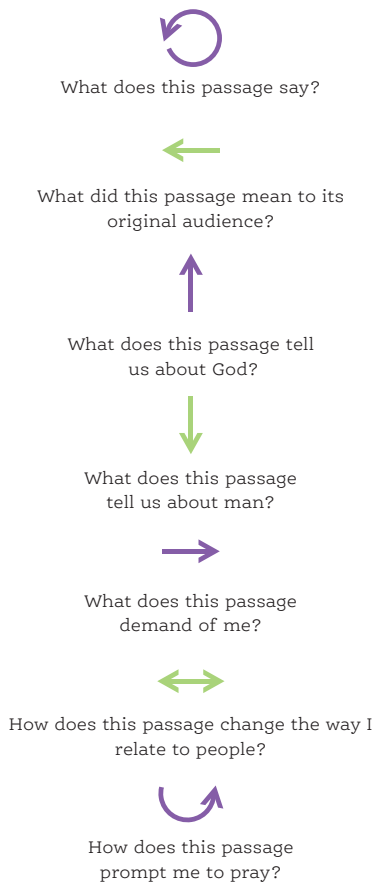 What does this passage say?
What did this passage mean to its
original audience?
What does this passage tell
us about God?
What does this passage
tell us about man?
What does this passage
demand of me?
How does this passage change the way I
relate to people?
How does this passage
prompt me to pray?